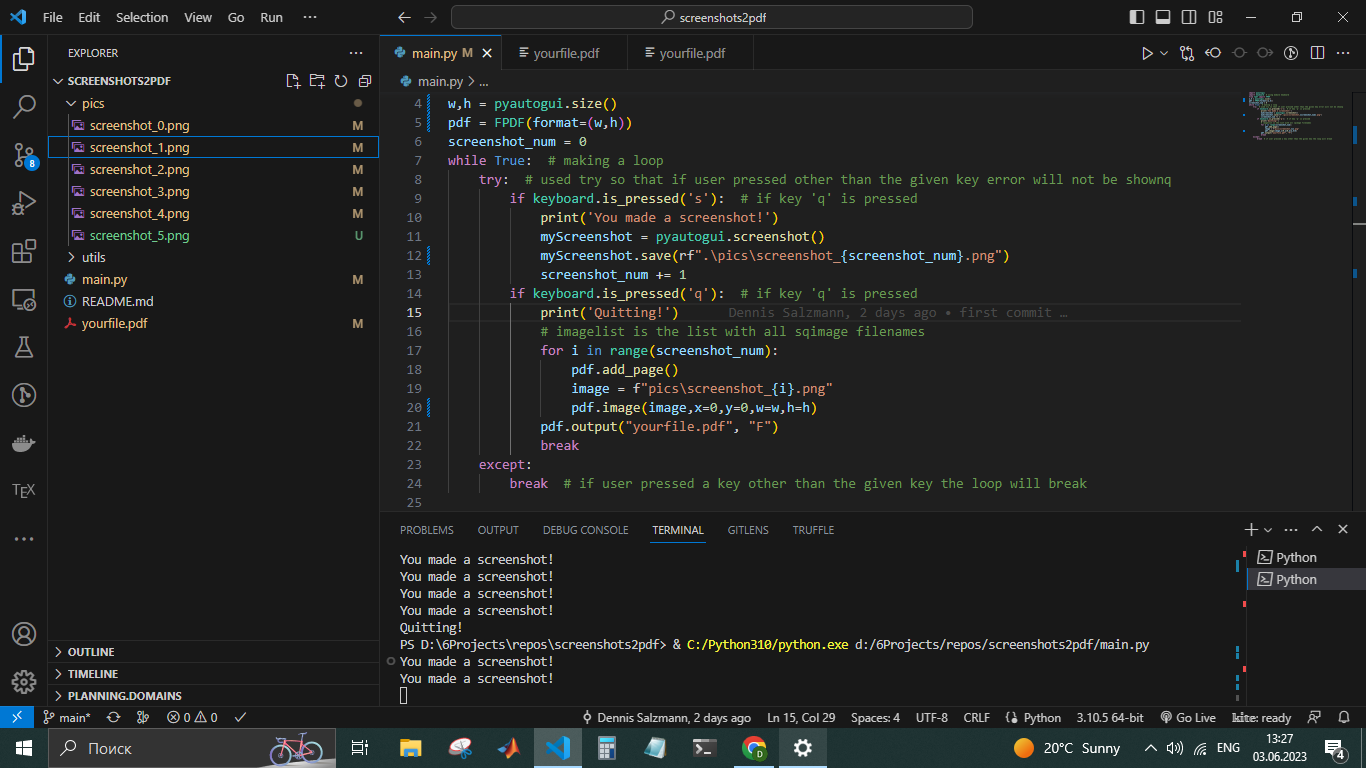 File Edit Selection View Go Run ···
screenshots2pdf
EXPLORER
SCREENSHOTS2PDF
pics
screenshot_0.png M
screenshot_1.png M
screenshot_2.png M
screenshot_3.png M
screenshot_4.png M
screenshot_5.png U
utils
main.py M
README.md
yourfile.pdf M
OUTLINE
TIMELINE
PLANNING.DOMAINS
8
TEX
main.py M
yourfile.pdf
yourfile.pdf
main.py > ...
4 w,h = pyautogui.size()
5 pdf = FPDF(format=(w,h))
6 screenshot_num = 0
7 while True:  # making a loop
8     try:  # used try so that if user pressed other than the given key error will not be shownq
9         if keyboard.is_pressed('s'):  # if key 'q' is pressed
10             print('You made a screenshot!')
11             myScreenshot = pyautogui.screenshot()
12             myScreenshot.save(rf".\pics\screenshot_{screenshot_num}.png")
13             screenshot_num += 1
14         if keyboard.is_pressed('q'):  # if key 'q' is pressed
15             print('Quitting!') Dennis Salzmann, 2 days ago • first commit …
16             # imagelist is the list with all sqimage filenames
17             for i in range(screenshot_num):
18                 pdf.add_page()
19                 image = f"pics\screenshot_{i}.png"
20                 pdf.image(image,x=0,y=0,w=w,h=h)
21             pdf.output("yourfile.pdf", "F")
22             break
23     except:
24         break  # if user pressed a key other than the given key the loop will break
25
PROBLEMS OUTPUT DEBUG CONSOLE TERMINAL GITLENS TRUFFLE
You made a screenshot!
You made a screenshot!
You made a screenshot!
You made a screenshot!
Quitting!
PS D:\6Projects\repos\screenshots2pdf> & C:/Python310/python.exe d:/6Projects/repos/screenshots2pdf/main.py
You made a screenshot!
You made a screenshot!
Python
Python
main* 0 0 Dennis Salzmann, 2 days ago Ln 15, Col 29 Spaces: 4 UTF-8 CRLF Python 3.10.5 64-bit Go Live kite: ready
Поиск
20°C Sunny
ENG
13:27
03.06.2023
4